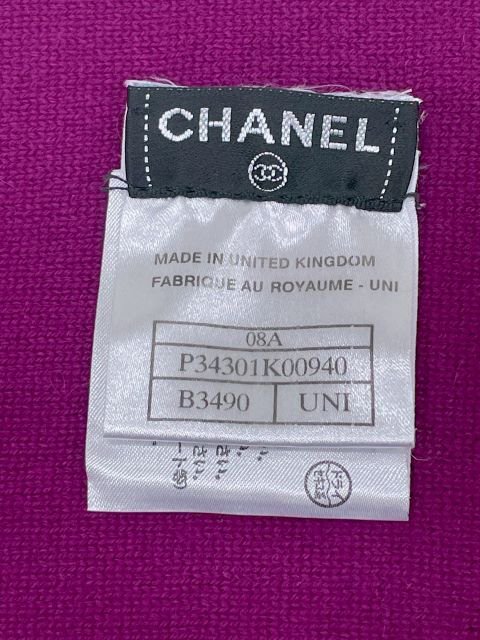 CHANEL
MADE IN UNITED KINGDOM
FABRIQUE AU ROYAUME - UNI
08A
P34301K00940
B3490 UNI